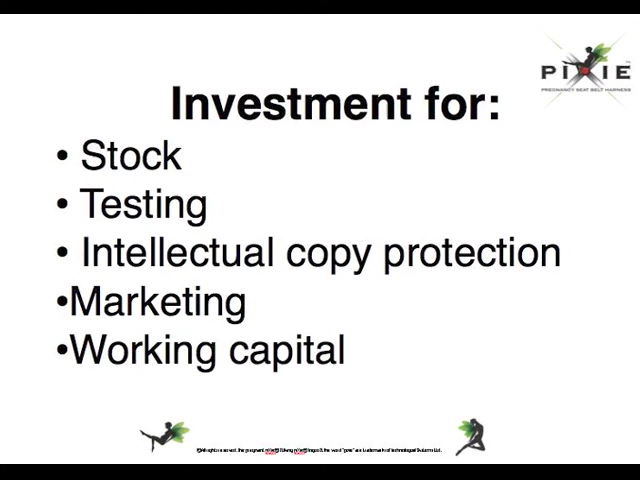 PIXIE
PREGNANCY SEAT BELT HARNESS
Investment for:
• Stock
• Testing
• Intellectual copy protection
•Marketing
•Working capital